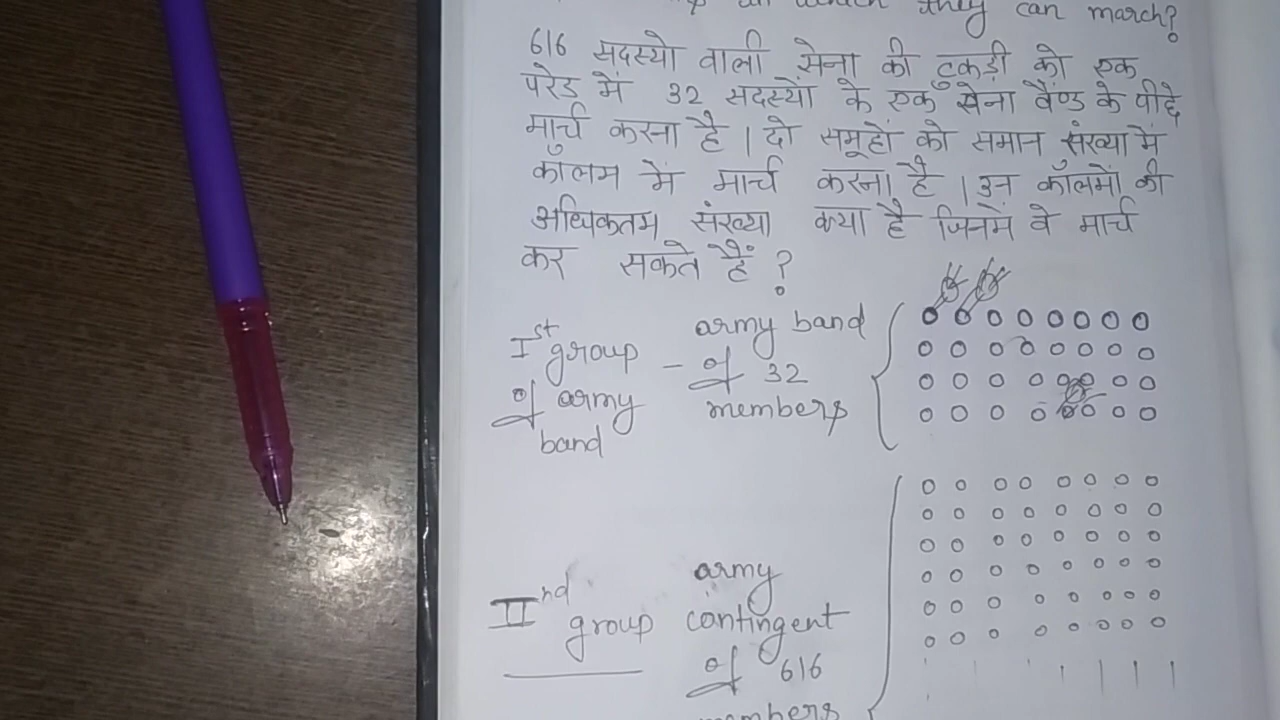 they can march?
616 सदस्यो वाली सेना की टुकड़ी को एक
परेड में 32 सदस्यों के एक सेना बैण्ड के पीछे
मार्च करना है । दो समूहों को समान संख्या में
कॉलम में मार्च करना है । उन कॉलमों की
अधिकतम संख्या क्या है जिनमें वे मार्च
कर सकते हैं ?
Ist group of army band
– army band of 32 members
IInd group
army contingent of 616 members